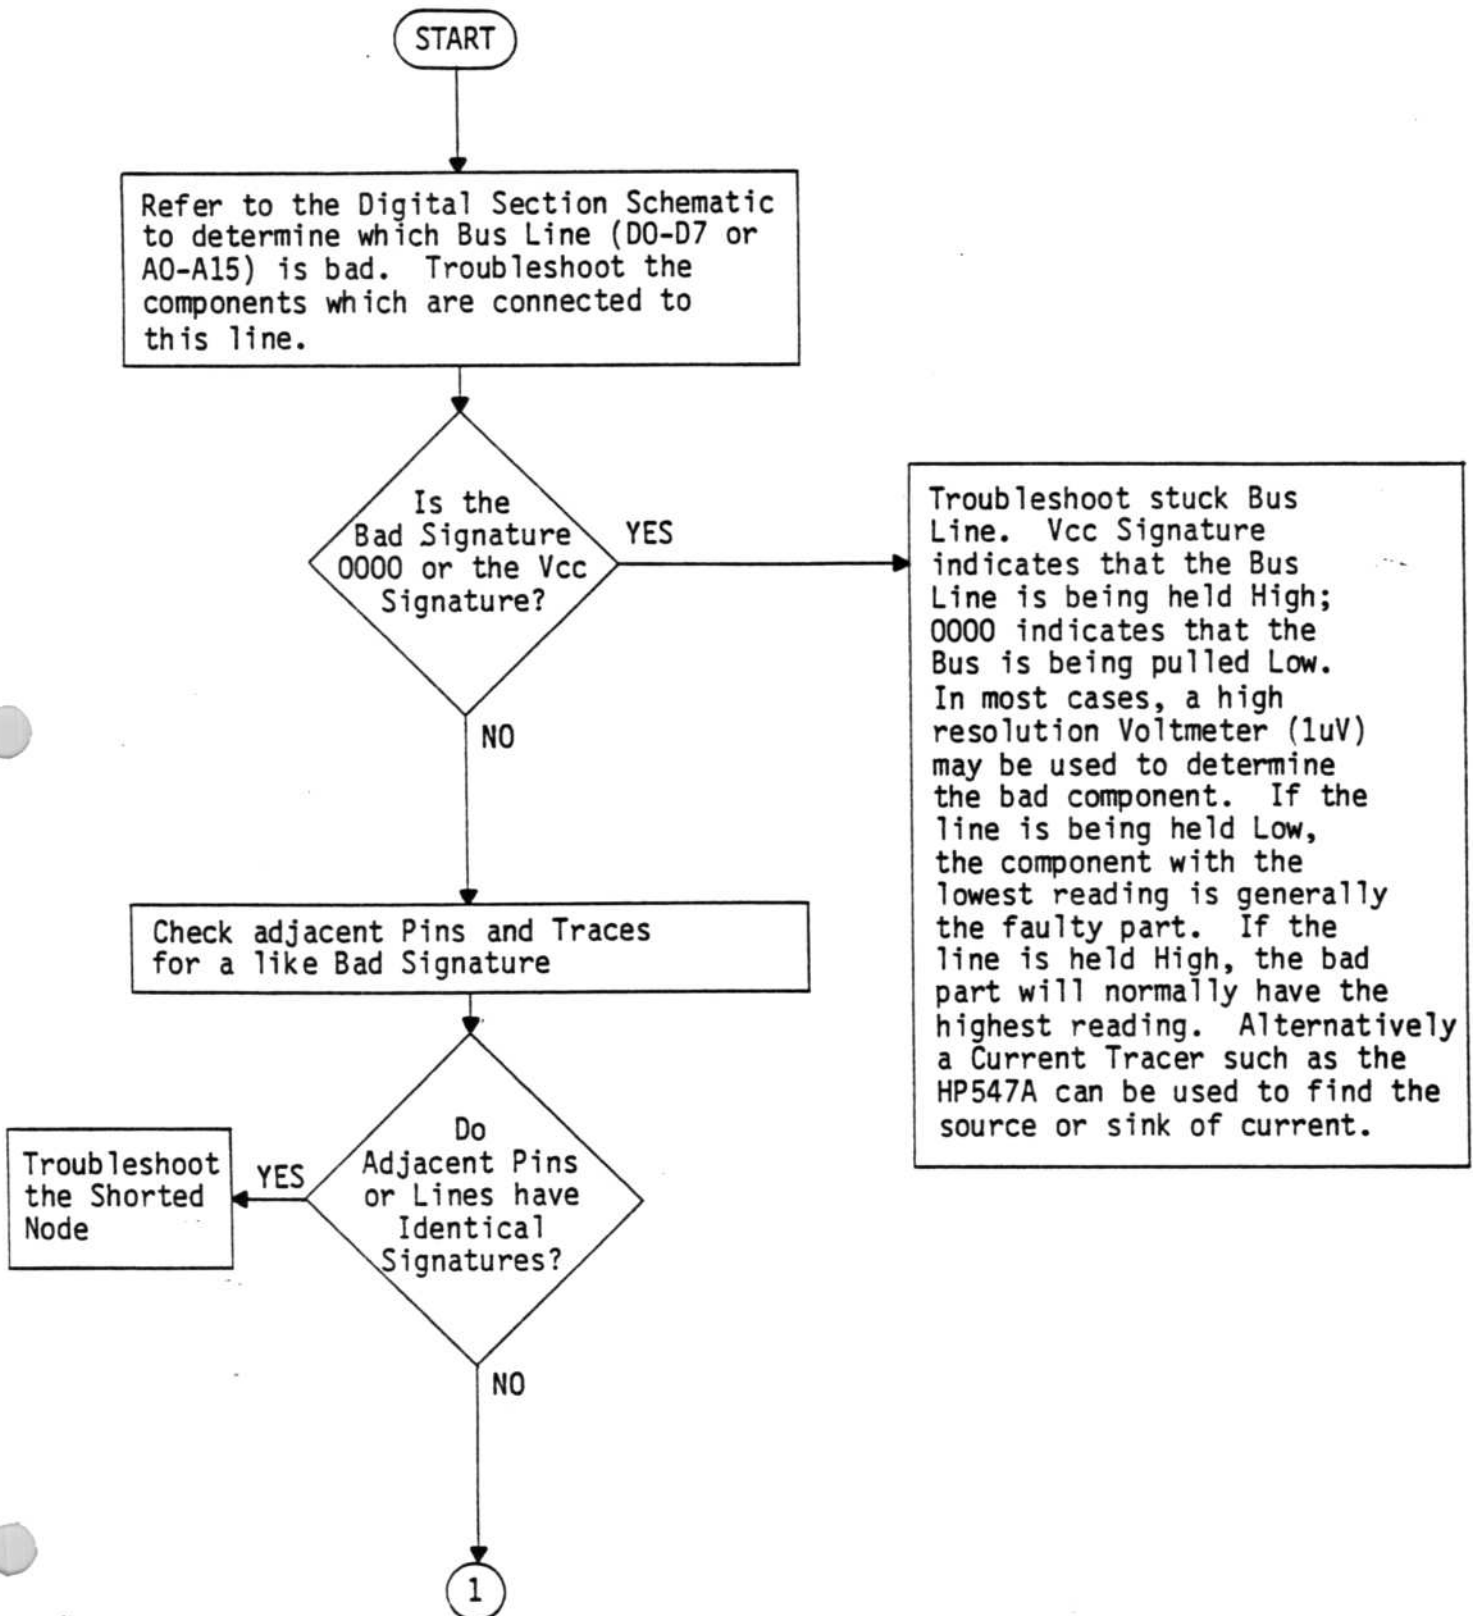 START
Refer to the Digital Section Schematic
to determine which Bus Line (D0-D7 or
A0-A15) is bad.  Troubleshoot the
components which are connected to
this line.
Is the
Bad Signature
0000 or the Vcc
Signature?
YES
Troubleshoot stuck Bus
Line.  Vcc Signature
indicates that the Bus
Line is being held High;
0000 indicates that the
Bus is being pulled Low.
In most cases, a high
resolution Voltmeter (1uV)
may be used to determine
the bad component.  If the
line is being held Low,
the component with the
lowest reading is generally
the faulty part.  If the
line is held High, the bad
part will normally have the
highest reading.  Alternatively
a Current Tracer such as the
HP547A can be used to find the
source or sink of current.
NO
Check adjacent Pins and Traces
for a like Bad Signature
Do
Adjacent Pins
or Lines have
Identical
Signatures?
YES
Troubleshoot
the Shorted
Node
NO
1